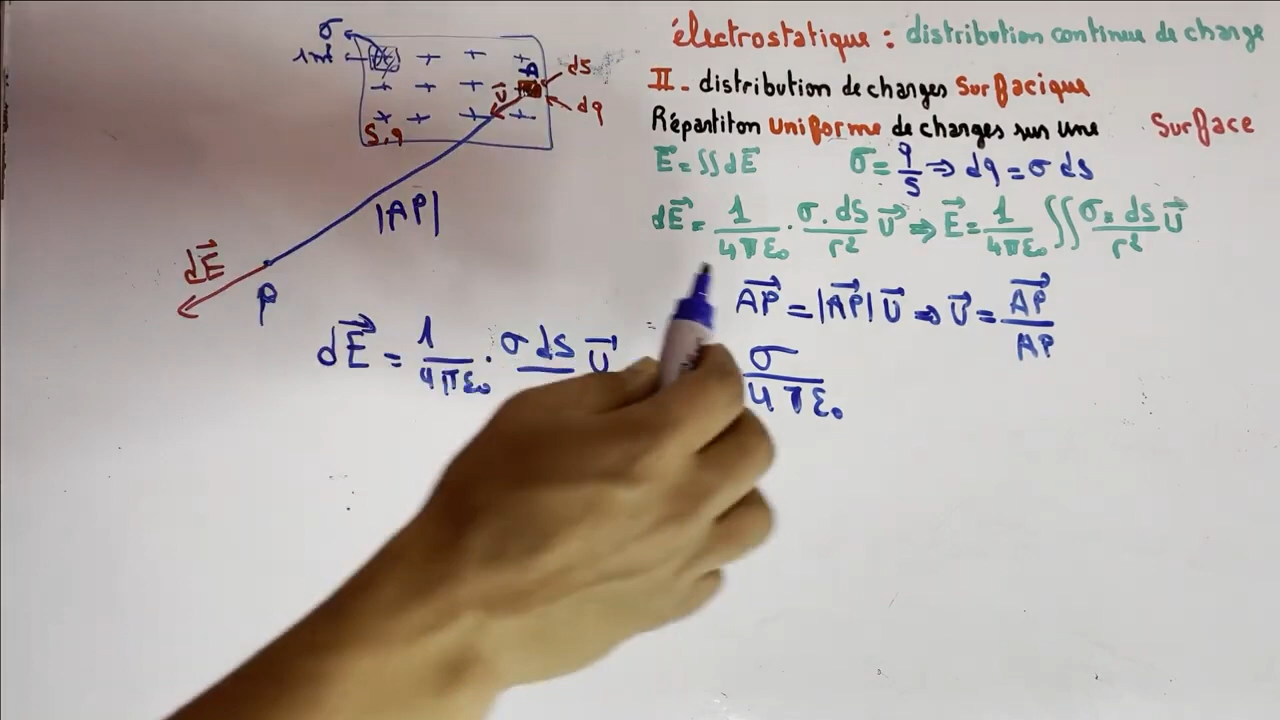 électrostatique : distribution continue de charge
II - distribution de charges Surfacique
Répartiton Uniforme de charges sur une Surface
E⃗ = ∬dE⃗ σ = q/S ⇒ dq = σ ds
dE⃗ = 1/4πε₀ · σ.ds/r² U⃗ ⇒ E⃗ = 1/4πε₀ ∬ σ × ds/r² U⃗
AP⃗ = |AP⃗| U⃗ ⇒ U⃗ = AP⃗/AP
dE⃗ = 1/4πε₀ · σ ds U⃗ = σ/4πε₀
σ
+ + + +
+ + + +
+ + +
A
ds
dq
U⃗
S,q
|AP|
dE⃗
P